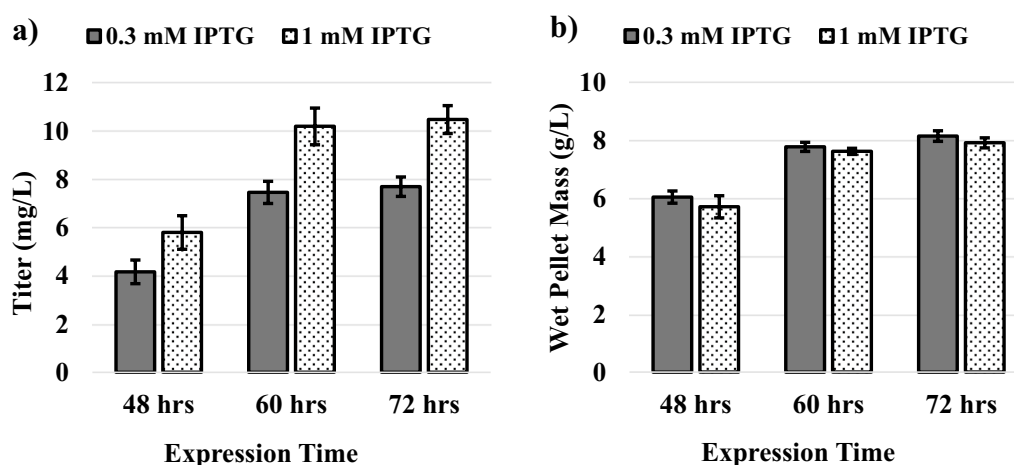 a)
0.3 mM IPTG 1 mM IPTG
Titer (mg/L)
12
10
8
6
4
2
0
48 hrs 60 hrs 72 hrs
Expression Time
b)
0.3 mM IPTG 1 mM IPTG
Wet Pellet Mass (g/L)
10
8
6
4
2
0
48 hrs 60 hrs 72 hrs
Expression Time